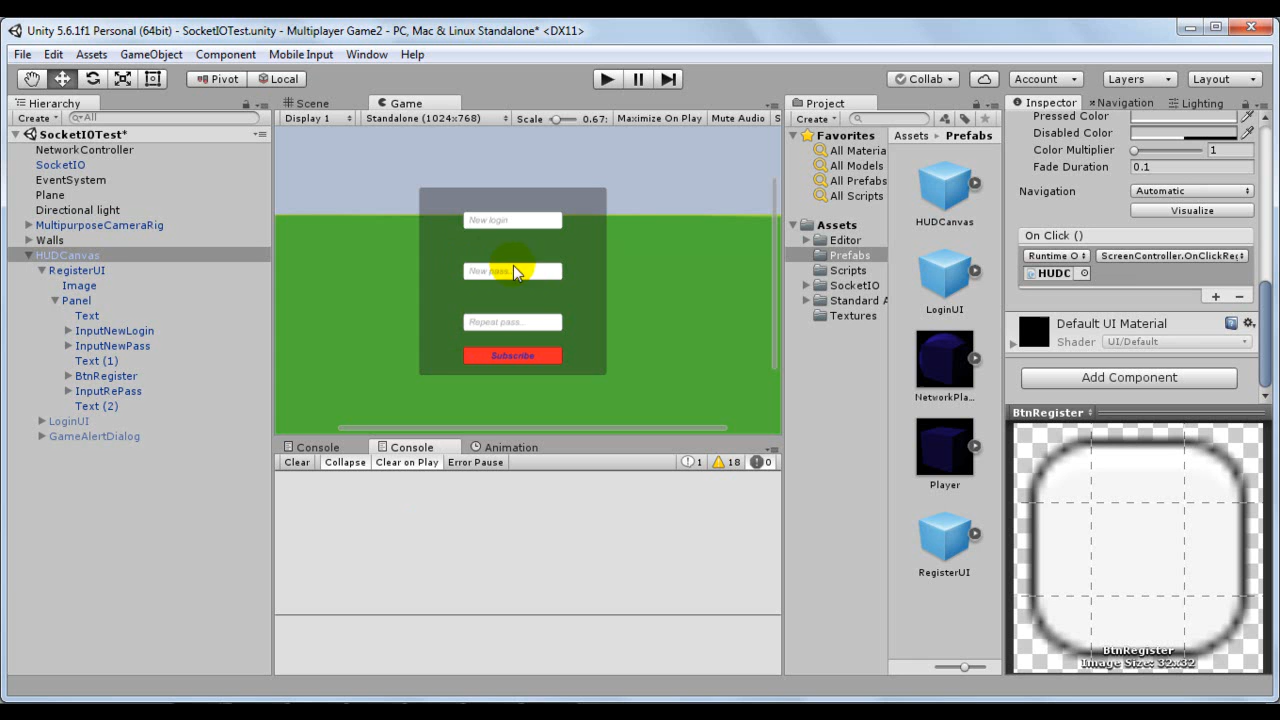 Unity 5.6.1f1 Personal (64bit) - SocketIOTest.unity - Multiplayer Game2 - PC, Mac & Linux Standalone* <DX11>
File Edit Assets GameObject Component Mobile Input Window Help
Pivot Local Collab Account Layers Layout
Hierarchy
Create All
SocketIOTest*
NetworkController
SocketIO
EventSystem
Plane
Directional light
MultipurposeCameraRig
Walls
HUDCanvas
RegisterUI
Image
Panel
Text
InputNewLogin
InputNewPass
Text (1)
BtnRegister
InputRePass
Text (2)
LoginUI
GameAlertDialog
Scene Game
Display 1 Standalone (1024x768) Scale 0.67: Maximize On Play Mute Audio S
New login
New pass...
Repeat pass...
Subscribe
Console Console Animation
Clear Collapse Clear on Play Error Pause 1 18 0
Project
Create
Favorites
All Materia
All Models
All Prefabs
All Scripts
Assets
Editor
Prefabs
Scripts
SocketIO
Standard A
Textures
Assets Prefabs
HUDCanvas
LoginUI
NetworkPla...
Player
RegisterUI
Inspector Navigation Lighting
Pressed Color
Disabled Color
Color Multiplier 1
Fade Duration 0.1
Navigation Automatic
Visualize
On Click ()
Runtime O ScreenController.OnClickReg
HUDC
+ −
Default UI Material
Shader UI/Default
Add Component
BtnRegister
BtnRegister
Image Size: 32x32